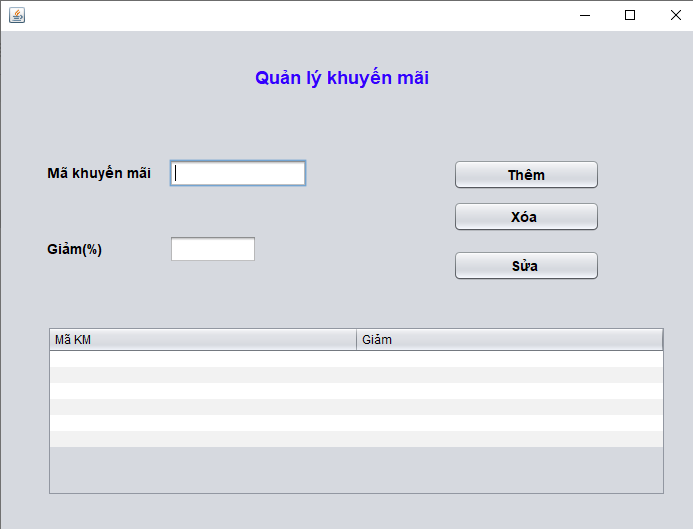 Quản lý khuyến mãi
Mã khuyến mãi
Thêm
Xóa
Giảm(%)
Sửa
Mã KM Giảm